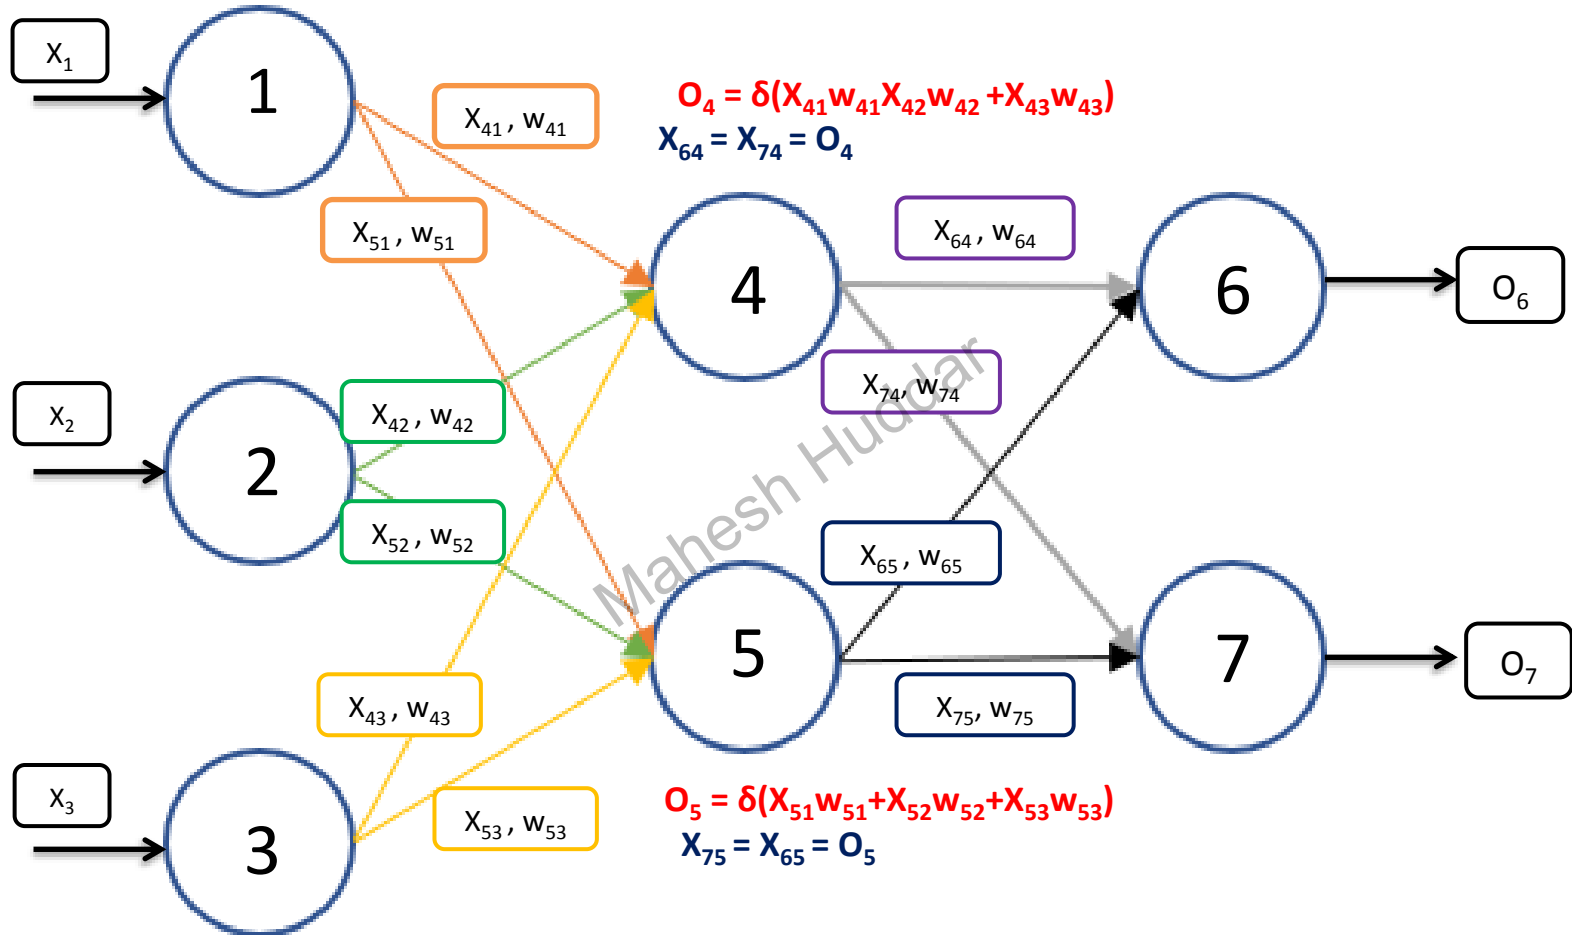 X₁
1
X₄₁ , w₄₁
O₄ = δ(X₄₁w₄₁X₄₂w₄₂ +X₄₃w₄₃)
X₆₄ = X₇₄ = O₄
X₅₁ , w₅₁
4
X₆₄ , w₆₄
6
O₆
X₇₄, w₇₄
X₂
2
X₄₂ , w₄₂
X₅₂ , w₅₂
Mahesh Huddar
X₆₅ , w₆₅
5
7
O₇
X₄₃ , w₄₃
X₇₅, w₇₅
X₃
3
X₅₃ , w₅₃
O₅ = δ(X₅₁w₅₁+X₅₂w₅₂+X₅₃w₅₃)
X₇₅ = X₆₅ = O₅